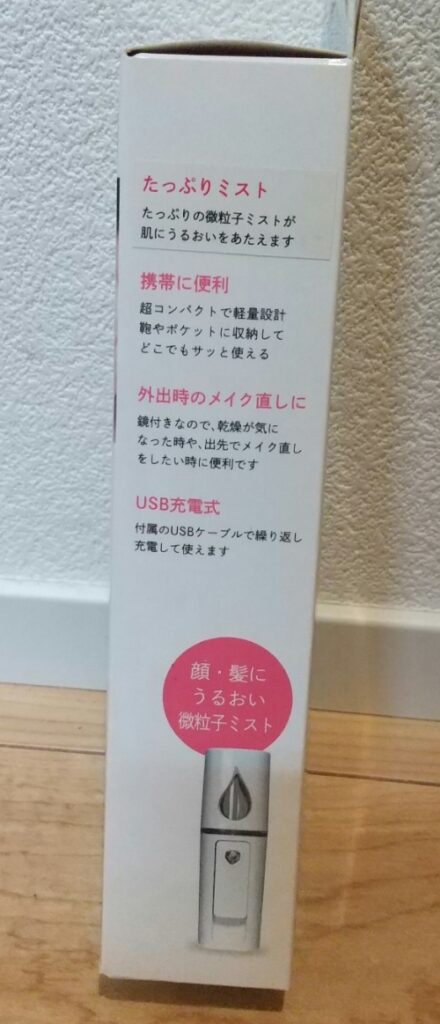 たっぷりミスト
たっぷりの微粒子ミストが
肌にうるおいをあたえます
携帯に便利
超コンパクトで軽量設計
鞄やポケットに収納して
どこでもサッと使える
外出時のメイク直しに
鏡付きなので、乾燥が気に
なった時や、出先でメイク直し
をしたい時に便利です
USB充電式
付属のUSBケーブルで繰り返し
充電して使えます
顔・髪に
うるおい
微粒子ミスト